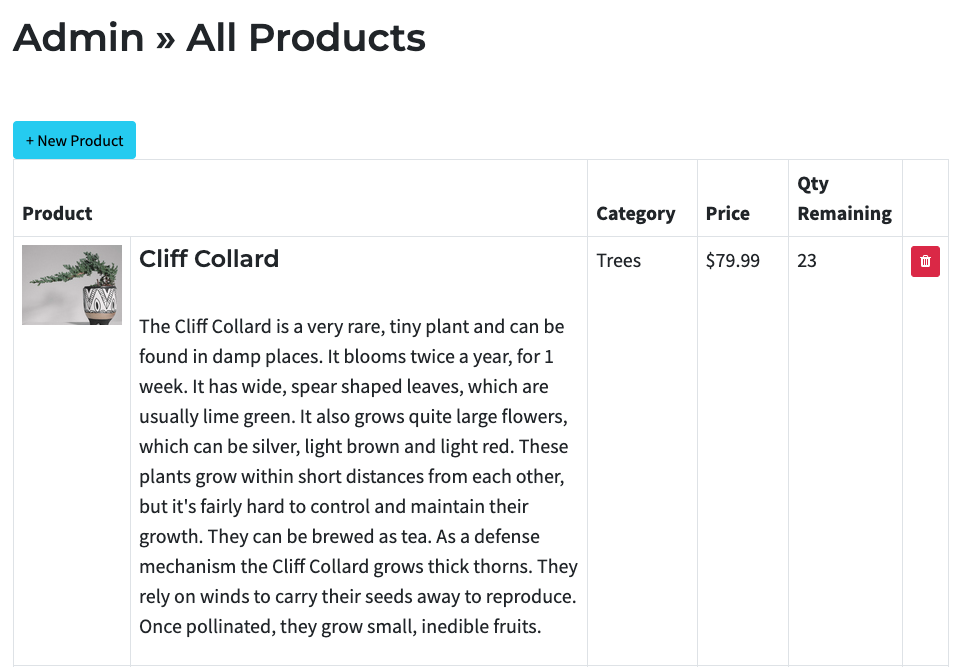 Admin » All Products
+ New Product
Product
Category
Price
Qty
Remaining
Cliff Collard
Trees
$79.99
23
The Cliff Collard is a very rare, tiny plant and can be
found in damp places. It blooms twice a year, for 1
week. It has wide, spear shaped leaves, which are
usually lime green. It also grows quite large flowers,
which can be silver, light brown and light red. These
plants grow within short distances from each other,
but it's fairly hard to control and maintain their
growth. They can be brewed as tea. As a defense
mechanism the Cliff Collard grows thick thorns. They
rely on winds to carry their seeds away to reproduce.
Once pollinated, they grow small, inedible fruits.